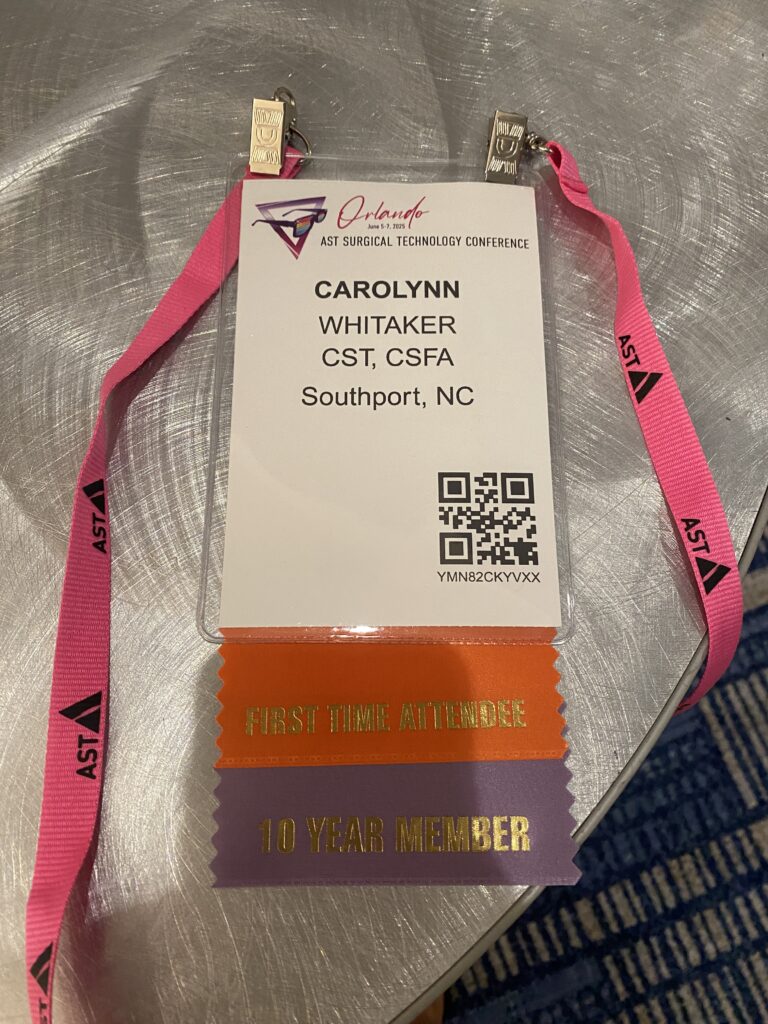 Orlando
June 5-7, 2025
AST SURGICAL TECHNOLOGY CONFERENCE
CAROLYNN
WHITAKER
CST, CSFA
Southport, NC
YMN82CKYVXX
FIRST TIME ATTENDEE
10 YEAR MEMBER
AST
AST
AST
AST
ST